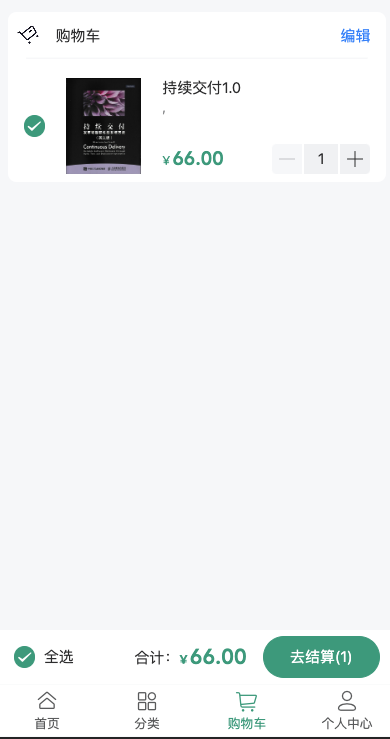 购物车
编辑
持续交付1.0
,
持续交付
Continuous Delivery
¥66.00
1
全选
合计：¥66.00
去结算(1)
首页
分类
购物车
个人中心